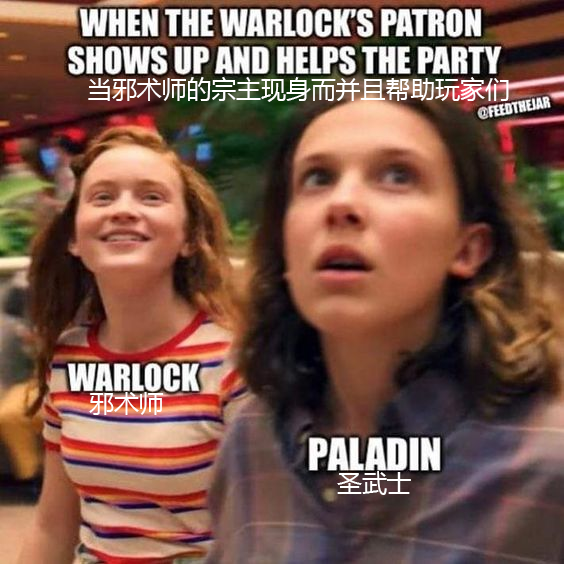 WHEN THE WARLOCK'S PATRON
SHOWS UP AND HELPS THE PARTY
当邪术师的宗主现身而并且帮助玩家们
@FEEDTHEJAR
WARLOCK
邪术师
PALADIN
圣武士